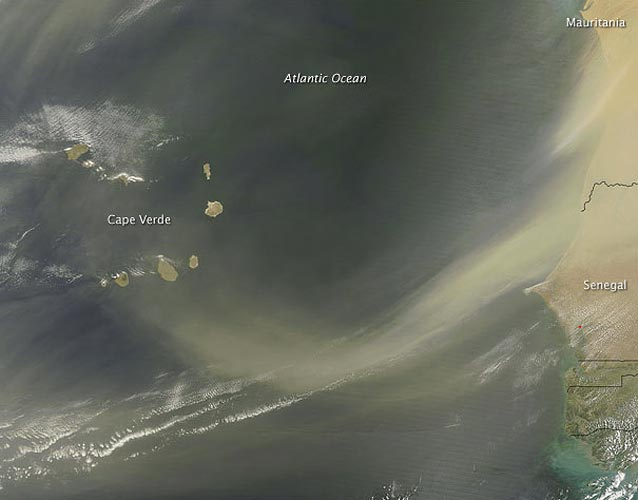 Mauritania
Atlantic Ocean
Cape Verde
Senegal